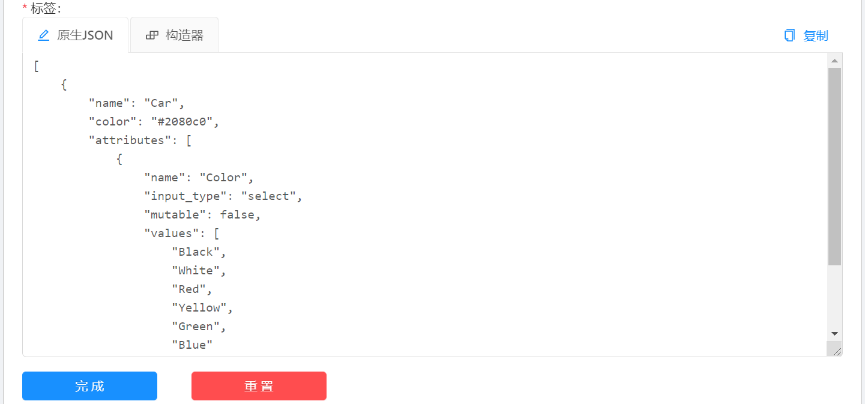 * 标签:
原生JSON 构造器 复制
[
    {
        "name": "Car",
        "color": "#2080c0",
        "attributes": [
            {
                "name": "Color",
                "input_type": "select",
                "mutable": false,
                "values": [
                    "Black",
                    "White",
                    "Red",
                    "Yellow",
                    "Green",
                    "Blue"
完成 重置